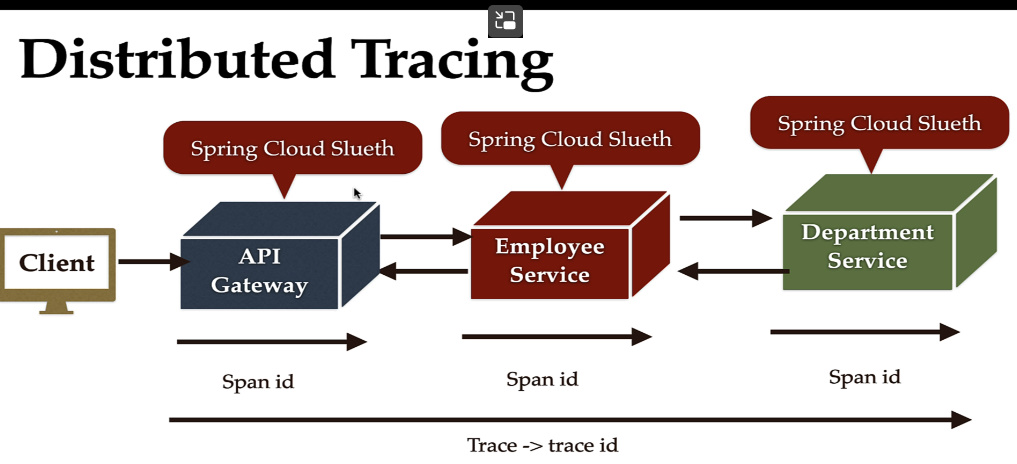 Distributed Tracing
Spring Cloud Slueth
Spring Cloud Slueth
Spring Cloud Slueth
Client
API
Gateway
Employee
Service
Department
Service
Span id
Span id
Span id
Trace -> trace id